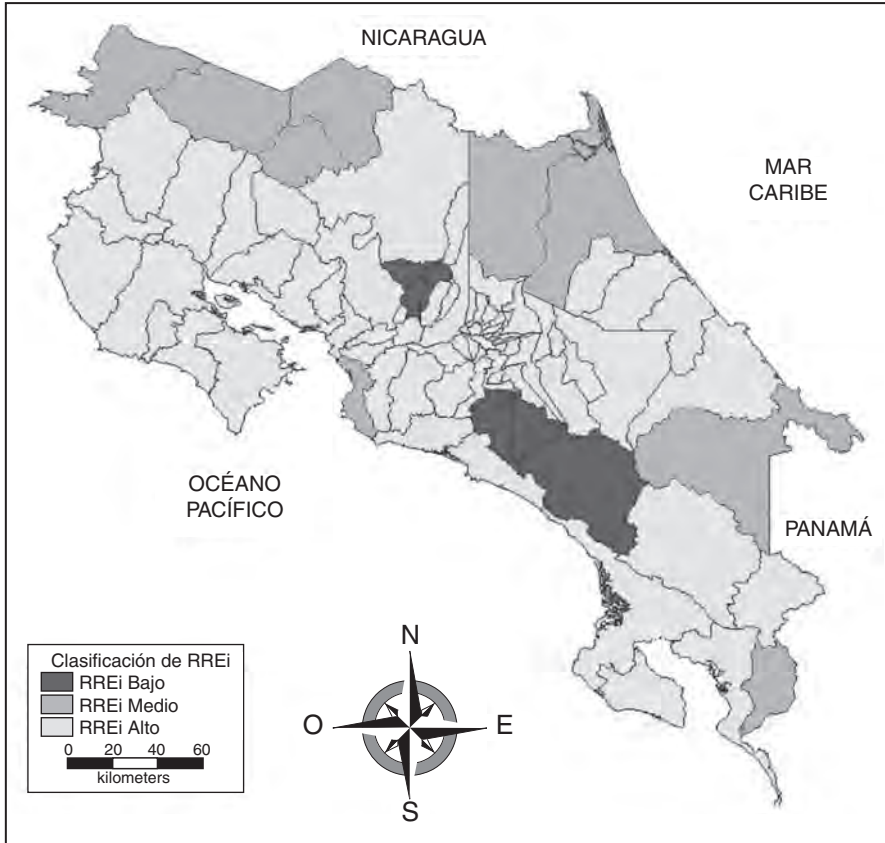 NICARAGUA
MAR
CARIBE
OCÉANO
PACÍFICO
PANAMÁ
Clasificación de RREi
RREi Bajo
RREi Medio
RREi Alto
0 20 40 60
kilometers
N
O E
S